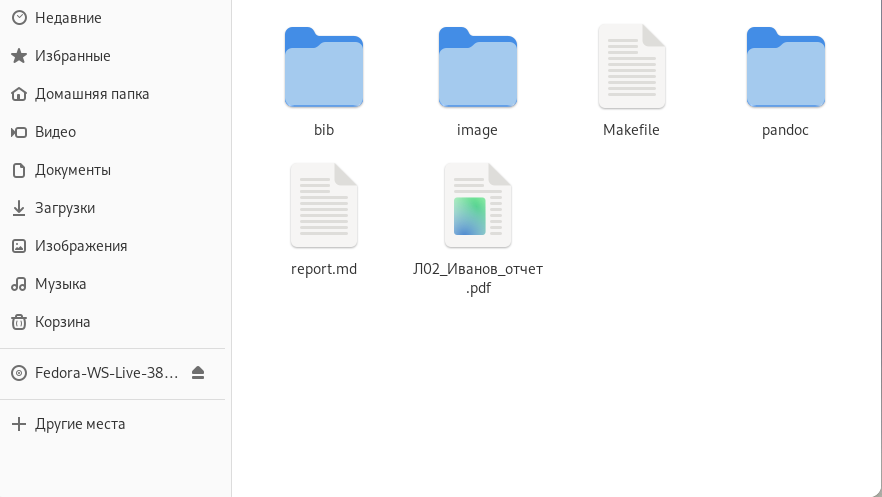 Недавние
Избранные
Домашняя папка
Видео
Документы
Загрузки
Изображения
Музыка
Корзина
Fedora-WS-Live-38…
Другие места
bib
image
Makefile
pandoc
report.md
Л02_Иванов_отчет
.pdf